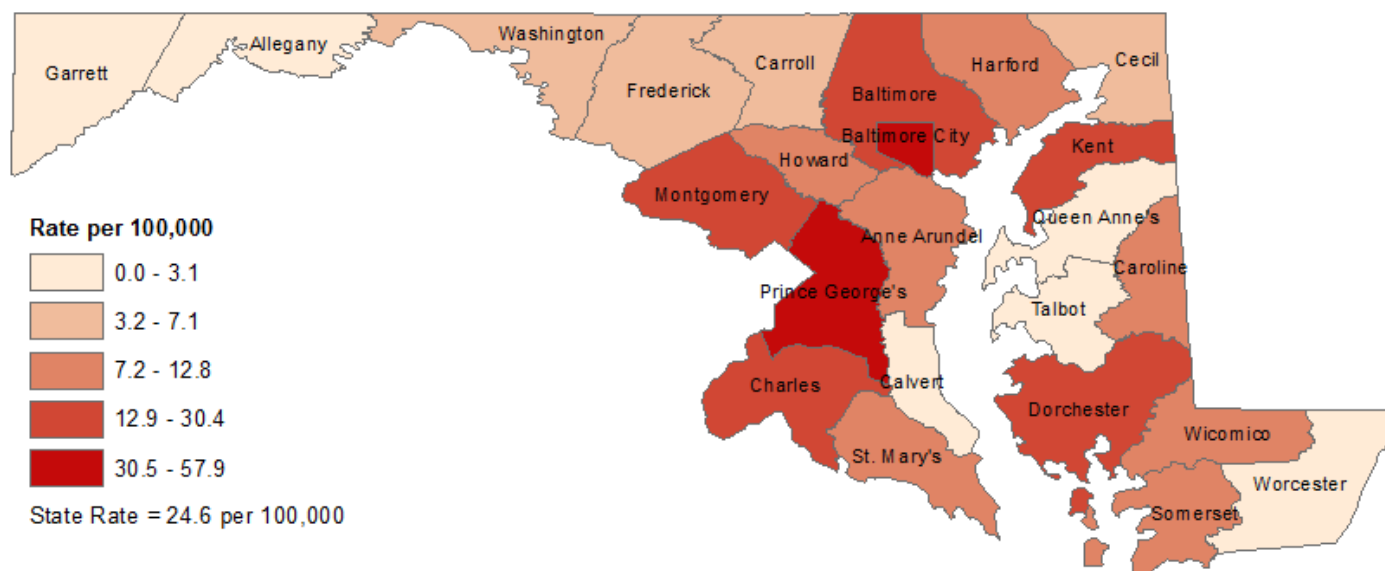 Washington
Allegany
Garrett
Carroll
Harford
Cecil
Frederick
Baltimore
Baltimore City
Kent
Howard
Montgomery
Queen Anne's
Anne Arundel
Caroline
Prince George's
Talbot
Charles
Calvert
Dorchester
Wicomico
St. Mary's
Worcester
Somerset
Rate per 100,000
0.0 - 3.1
3.2 - 7.1
7.2 - 12.8
12.9 - 30.4
30.5 - 57.9
State Rate = 24.6 per 100,000